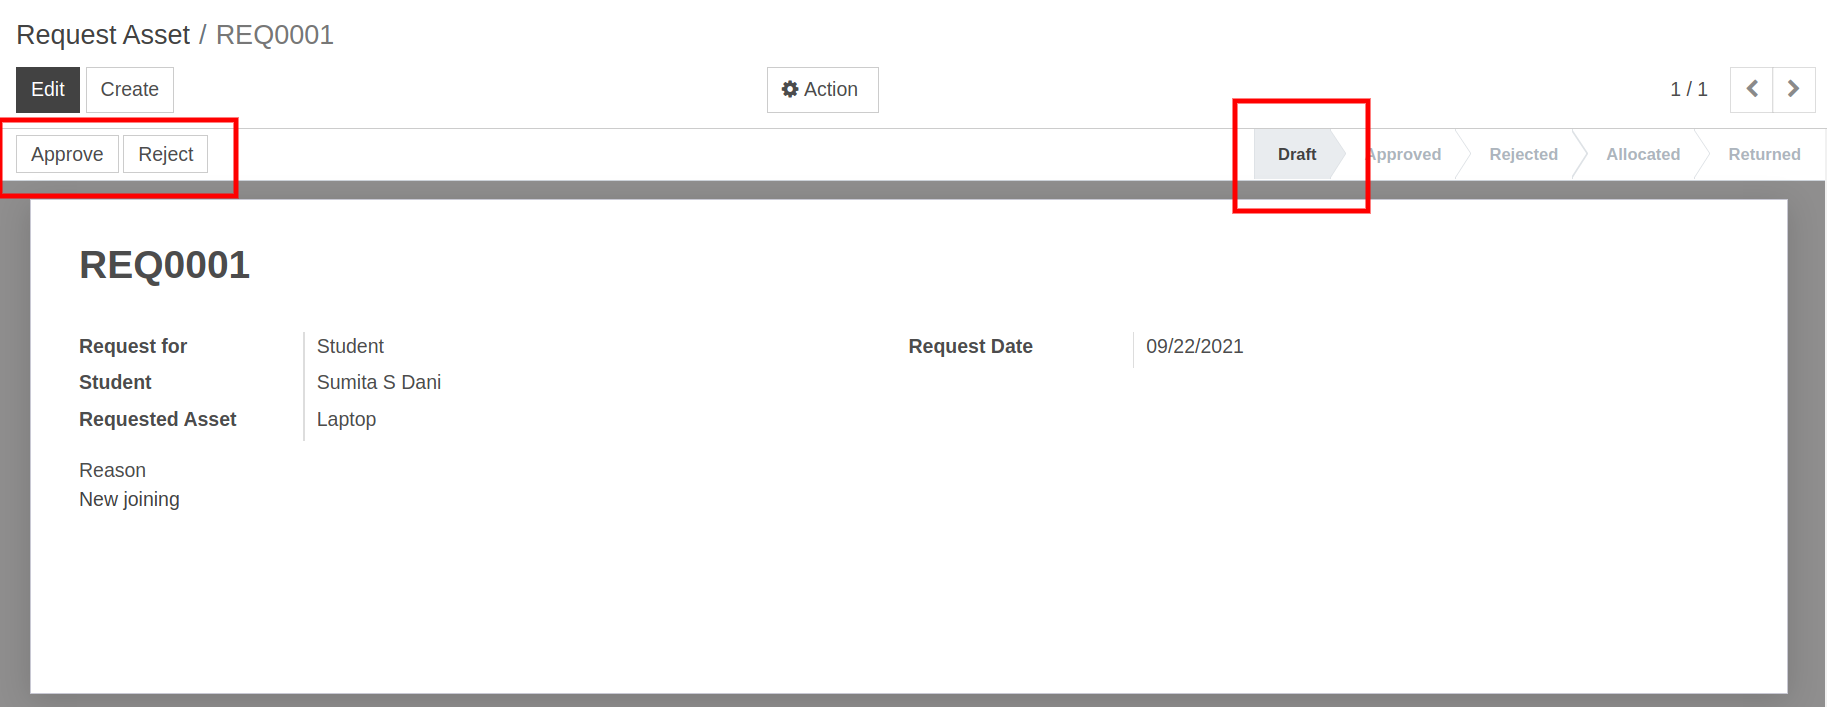 Request Asset / REQ0001
Edit Create Action 1 / 1
Approve Reject Draft Approved Rejected Allocated Returned
REQ0001
Request for Student Request Date 09/22/2021
Student Sumita S Dani
Requested Asset Laptop
Reason
New joining